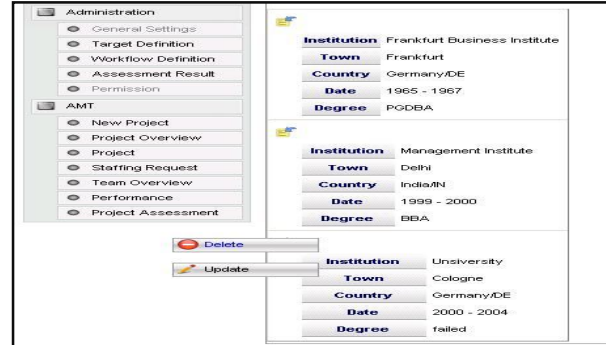 Administration
General Settings
Target Definition
Workflow Definition
Assessment Result
Permission
AMT
New Project
Project Overview
Project
Staffing Request
Team Overview
Performance
Project Assessment
Institution Frankfurt Business Institute
Town Frankfurt
Country Germany/DE
Date 1965 - 1967
Degree PGDBA
Institution Management Institute
Town Delhi
Country India/IN
Date 1999 - 2000
Degree BBA
Delete
Update
Institution Unsiversity
Town Cologne
Country Germany/DE
Date 2000 - 2004
Degree failed